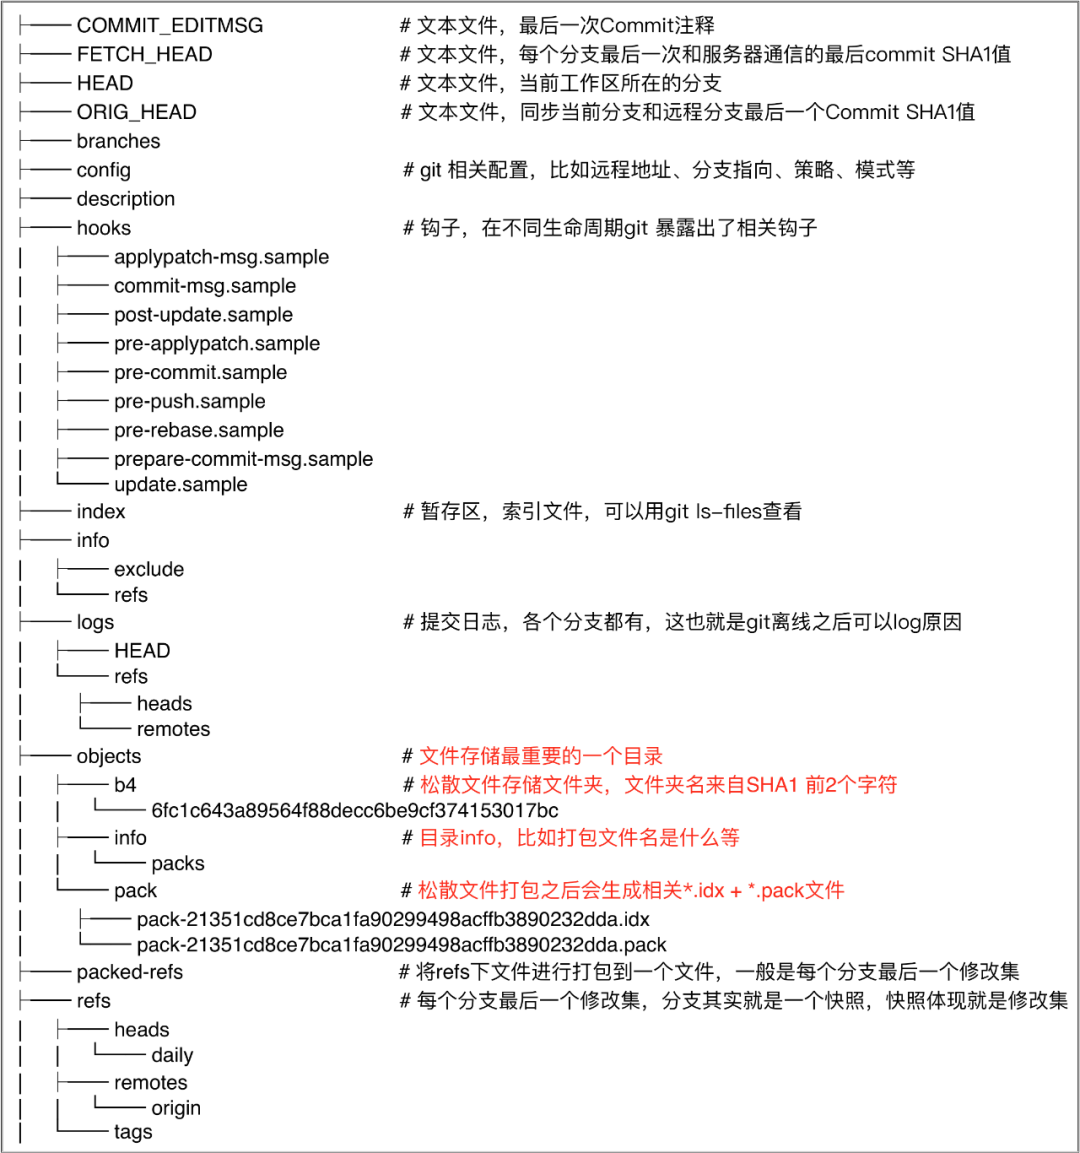 ├── COMMIT_EDITMSG # 文本文件，最后一次Commit注释
├── FETCH_HEAD # 文本文件，每个分支最后一次和服务器通信的最后commit SHA1值
├── HEAD # 文本文件，当前工作区所在的分支
├── ORIG_HEAD # 文本文件，同步当前分支和远程分支最后一个Commit SHA1值
├── branches
├── config # git 相关配置，比如远程地址、分支指向、策略、模式等
├── description
├── hooks # 钩子，在不同生命周期git 暴露出了相关钩子
│ ├── applypatch-msg.sample
│ ├── commit-msg.sample
│ ├── post-update.sample
│ ├── pre-applypatch.sample
│ ├── pre-commit.sample
│ ├── pre-push.sample
│ ├── pre-rebase.sample
│ ├── prepare-commit-msg.sample
│ └── update.sample
├── index # 暂存区，索引文件，可以用git ls-files查看
├── info
│ ├── exclude
│ └── refs
├── logs # 提交日志，各个分支都有，这也就是git离线之后可以log原因
│ ├── HEAD
│ └── refs
│ ├── heads
│ └── remotes
├── objects # 文件存储最重要的一个目录
│ ├── b4 # 松散文件存储文件夹，文件夹名来自SHA1 前2个字符
│ │ └── 6fc1c643a89564f88decc6be9cf374153017bc
│ ├── info # 目录info，比如打包文件名是什么等
│ │ └── packs
│ └── pack # 松散文件打包之后会生成相关*.idx + *.pack文件
│ ├── pack-21351cd8ce7bca1fa90299498acffb3890232dda.idx
│ └── pack-21351cd8ce7bca1fa90299498acffb3890232dda.pack
├── packed-refs # 将refs下文件进行打包到一个文件，一般是每个分支最后一个修改集
├── refs # 每个分支最后一个修改集，分支其实就是一个快照，快照体现就是修改集
│ ├── heads
│ │ └── daily
│ ├── remotes
│ │ └── origin
│ └── tags